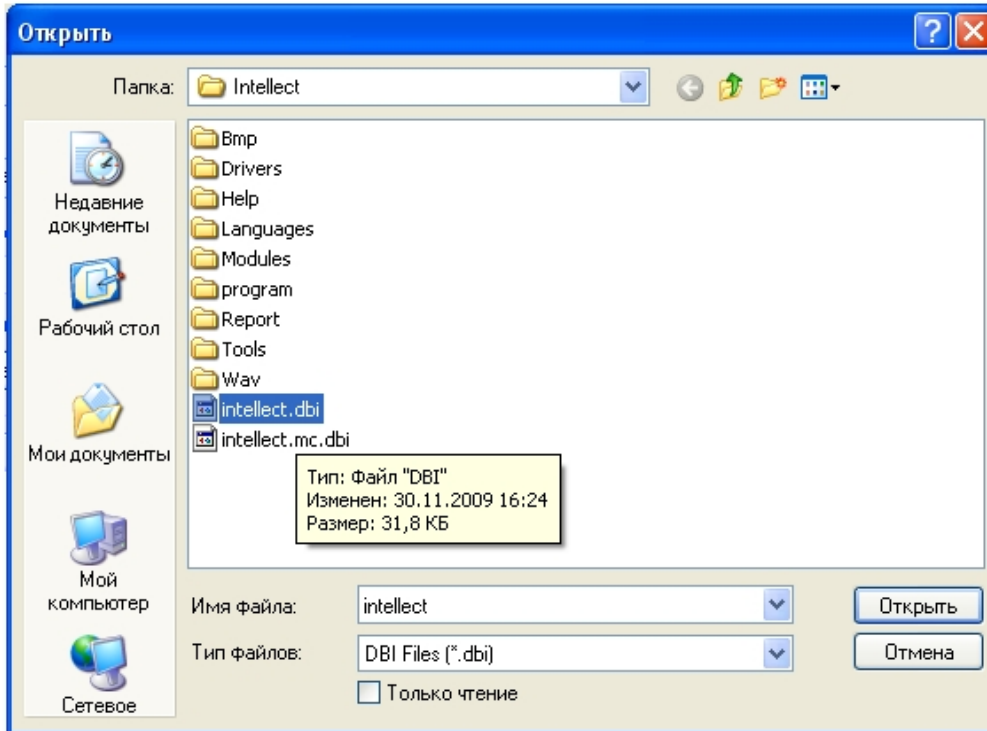 Открыть
Папка:
Intellect
Недавние
документы
Рабочий стол
Мои документы
Мой
компьютер
Сетевое
Bmp
Drivers
Help
Languages
Modules
program
Report
Tools
Wav
intellect.dbi
intellect.mc.dbi
Тип: Файл "DBI"
Изменен: 30.11.2009 16:24
Размер: 31,8 КБ
Имя файла:
intellect
Открыть
Тип файлов:
DBI Files (*.dbi)
Отмена
Только чтение